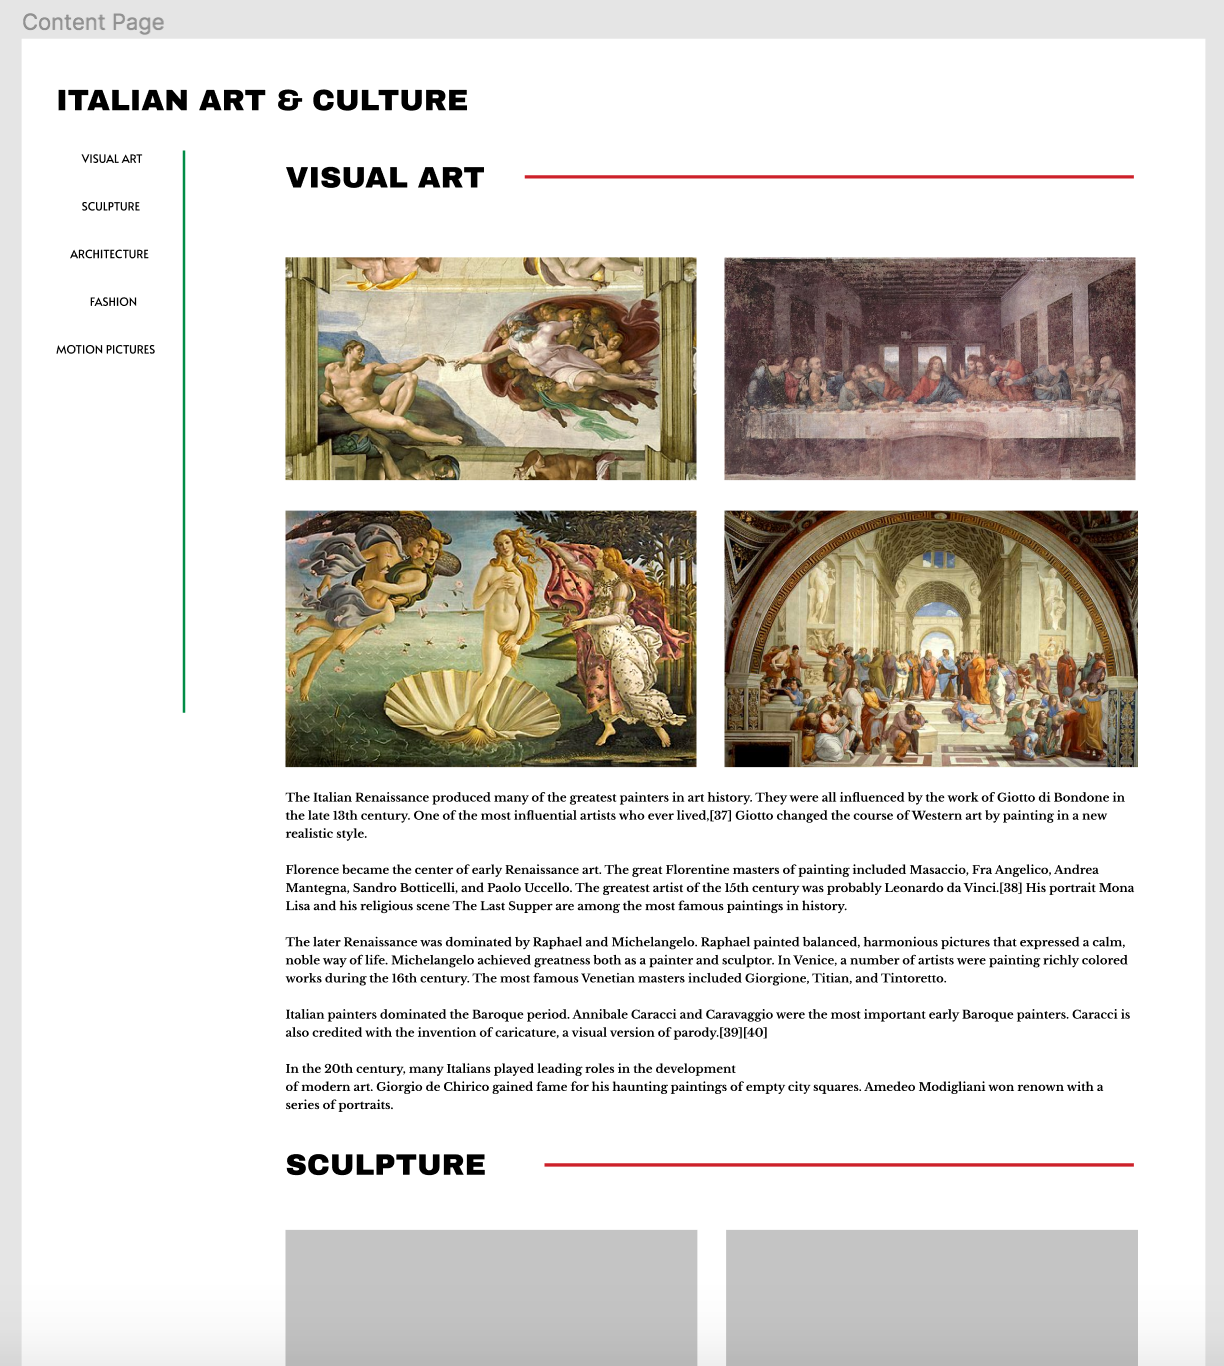 Content Page
ITALIAN ART & CULTURE
VISUAL ART
SCULPTURE
ARCHITECTURE
FASHION
MOTION PICTURES
VISUAL ART
The Italian Renaissance produced many of the greatest painters in art history. They were all influenced by the work of Giotto di Bondone in
the late 13th century. One of the most influential artists who ever lived,[37] Giotto changed the course of Western art by painting in a new
realistic style.
Florence became the center of early Renaissance art. The great Florentine masters of painting included Masaccio, Fra Angelico, Andrea
Mantegna, Sandro Botticelli, and Paolo Uccello. The greatest artist of the 15th century was probably Leonardo da Vinci.[38] His portrait Mona
Lisa and his religious scene The Last Supper are among the most famous paintings in history.
The later Renaissance was dominated by Raphael and Michelangelo. Raphael painted balanced, harmonious pictures that expressed a calm,
noble way of life. Michelangelo achieved greatness both as a painter and sculptor. In Venice, a number of artists were painting richly colored
works during the 16th century. The most famous Venetian masters included Giorgione, Titian, and Tintoretto.
Italian painters dominated the Baroque period. Annibale Caracci and Caravaggio were the most important early Baroque painters. Caracci is
also credited with the invention of caricature, a visual version of parody.[39][40]
In the 20th century, many Italians played leading roles in the development
of modern art. Giorgio de Chirico gained fame for his haunting paintings of empty city squares. Amedeo Modigliani won renown with a
series of portraits.
SCULPTURE